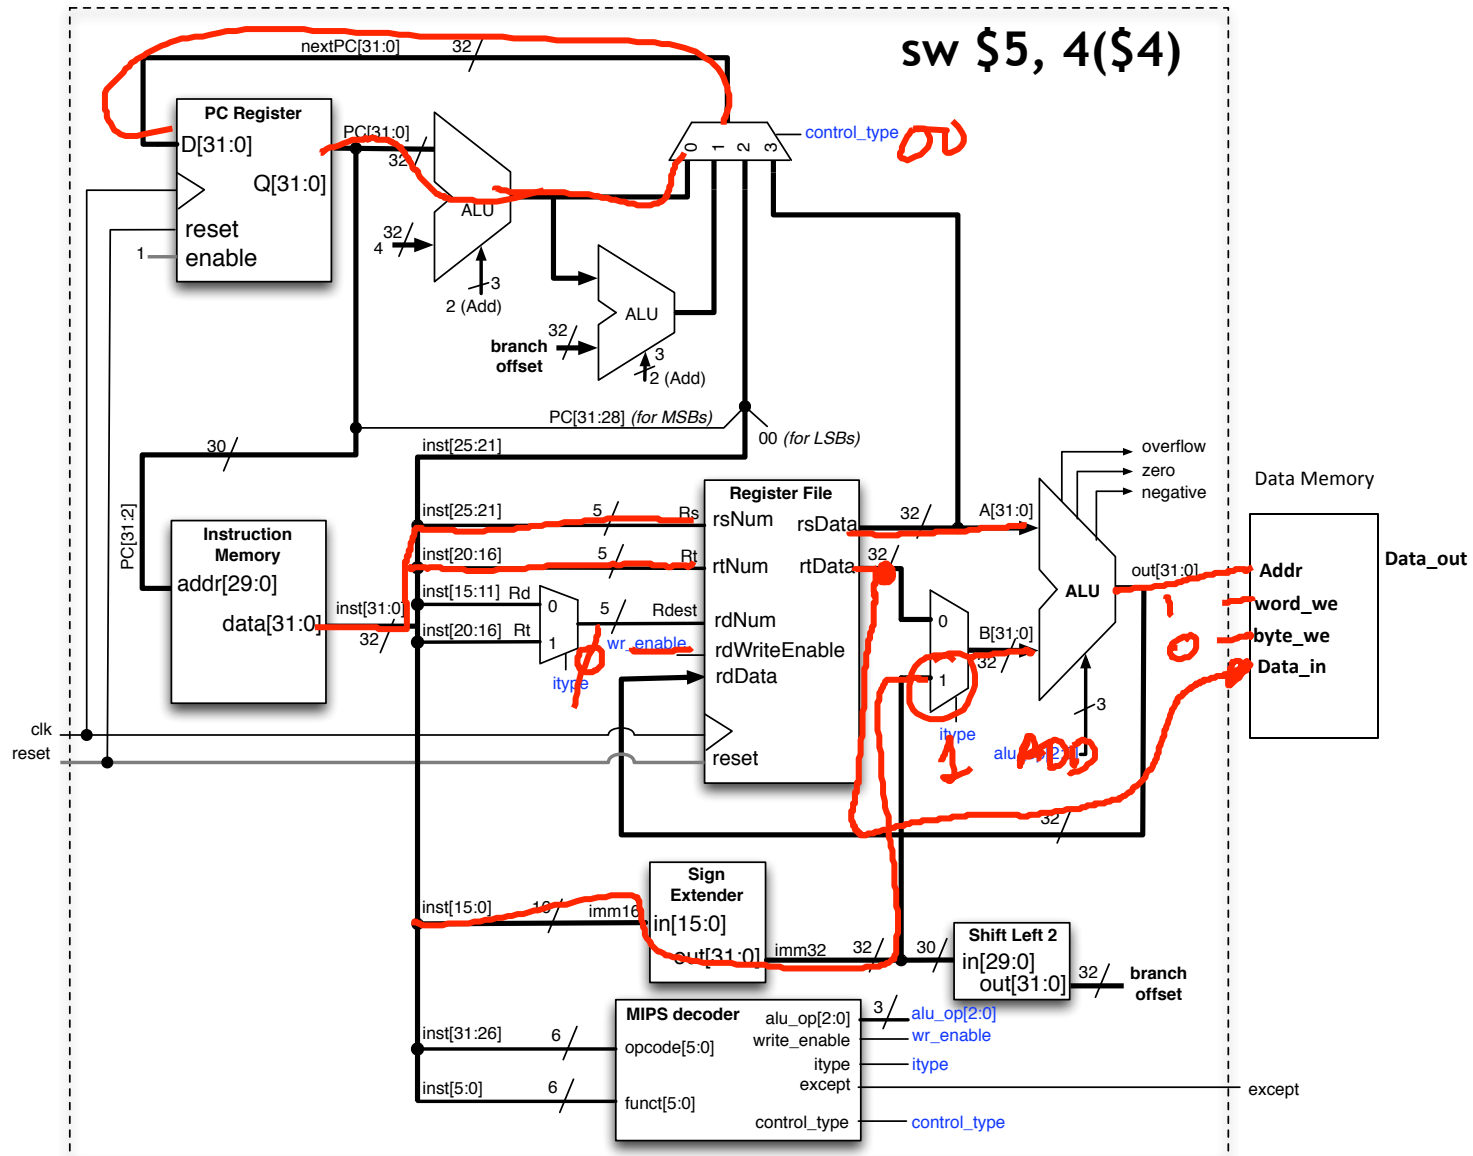 sw $5, 4($4)
nextPC[31:0]
32
PC Register
D[31:0]
Q[31:0]
reset
enable
1
PC[31:0]
32
ALU
32
4
3
2 (Add)
0
1
2
3
control_type
00
ALU
32
branch
offset
3
2 (Add)
PC[31:28] (for MSBs)
00 (for LSBs)
30
PC[31:2]
inst[25:21]
Instruction
Memory
addr[29:0]
data[31:0]
inst[31:0]
32
inst[25:21]
5
Rs
inst[20:16]
5
Rt
inst[15:11]
Rd
0
inst[20:16]
Rt
1
5
Rdest
wr_enable
0
itype
Register File
rsNum
rsData
rtNum
rtData
rdNum
rdWriteEnable
rdData
reset
32
A[31:0]
32
0
1
B[31:0]
32
itype
1
ALU
overflow
zero
negative
out[31:0]
3
alu_op[2:0]
ADD
32
Data Memory
Addr
Data_out
word_we
1
byte_we
0
Data_in
clk
reset
inst[15:0]
16
imm16
Sign
Extender
in[15:0]
out[31:0]
imm32
32
30
Shift Left 2
in[29:0]
out[31:0]
32
branch
offset
MIPS decoder
inst[31:26]
6
opcode[5:0]
inst[5:0]
6
funct[5:0]
alu_op[2:0]
3
alu_op[2:0]
write_enable
wr_enable
itype
itype
except
except
control_type
control_type